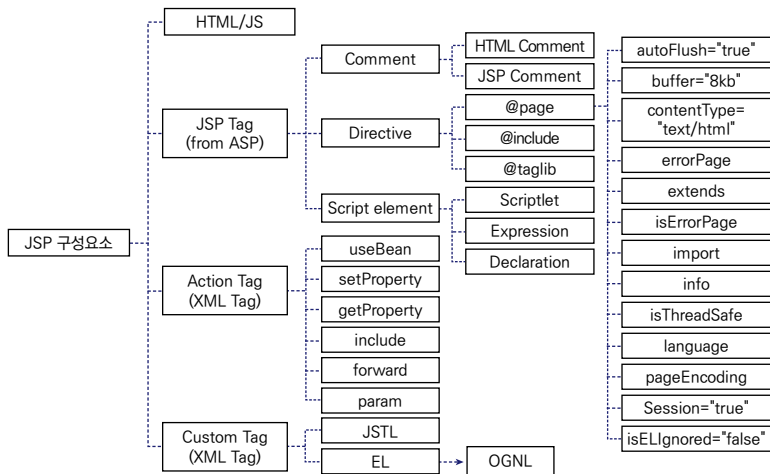 JSP 구성요소
HTML/JS
JSP Tag
(from ASP)
Action Tag
(XML Tag)
Custom Tag
(XML Tag)
Comment
Directive
Script element
useBean
setProperty
getProperty
include
forward
param
JSTL
EL
HTML Comment
JSP Comment
@page
@include
@taglib
Scriptlet
Expression
Declaration
OGNL
autoFlush="true"
buffer="8kb"
contentType=
"text/html"
errorPage
extends
isErrorPage
import
info
isThreadSafe
language
pageEncoding
Session="true"
isELIgnored="false"